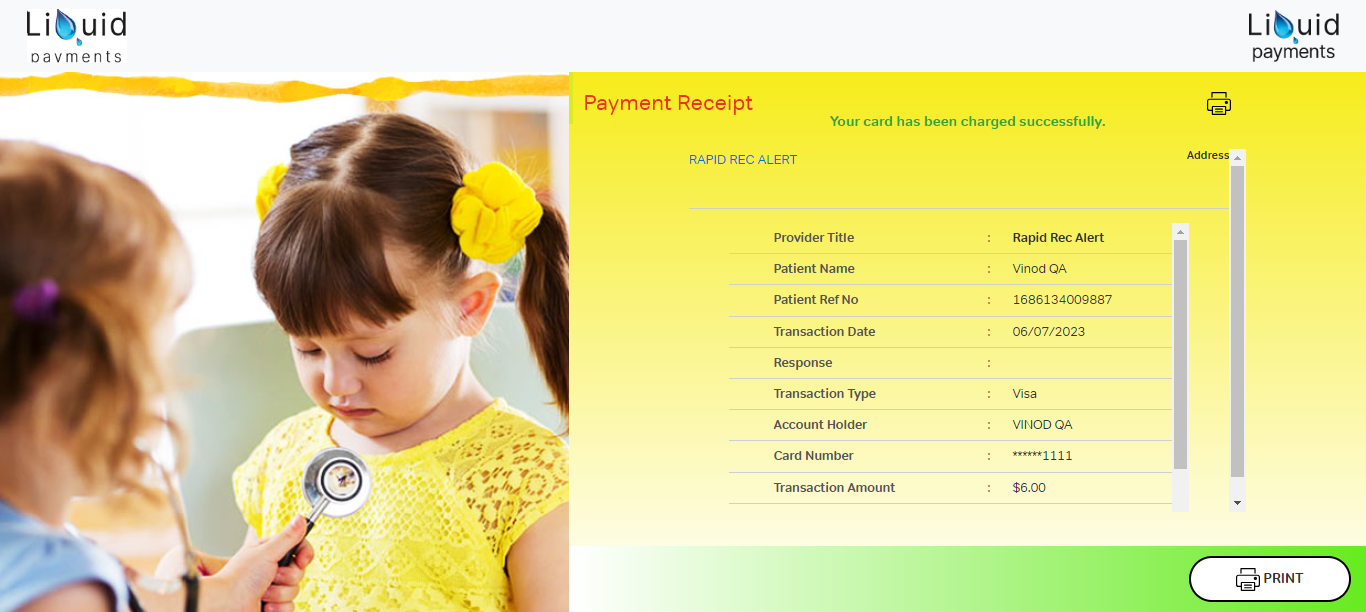 Liquid
payments
Liquid
payments
Payment Receipt
Your card has been charged successfully.
RAPID REC ALERT
Address
Provider Title : Rapid Rec Alert
Patient Name : Vinod QA
Patient Ref No : 1686134009887
Transaction Date : 06/07/2023
Response :
Transaction Type : Visa
Account Holder : VINOD QA
Card Number : ******1111
Transaction Amount : $6.00
PRINT